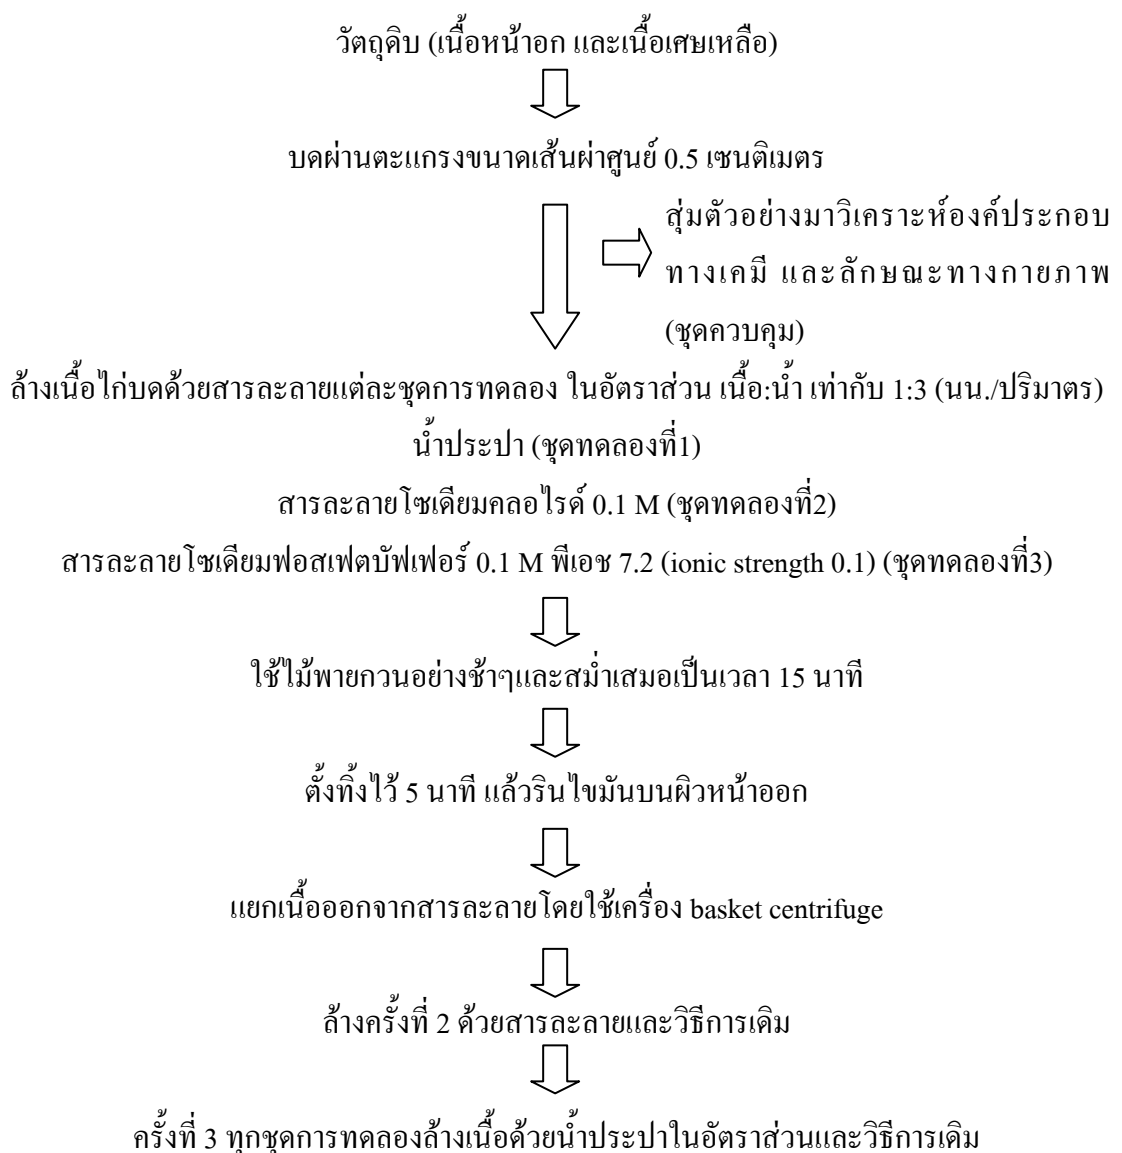 วัตถุดิบ (เนื้อหน้าอก และเนื้อเศษเหลือ)
บดผ่านตะแกรงขนาดเส้นผ่าศูนย์ 0.5 เซนติเมตร
สุ่มตัวอย่างมาวิเคราะห์องค์ประกอบ
ทางเคมี และลักษณะทางกายภาพ
(ชุดควบคุม)
ล้างเนื้อไก่บดด้วยสารละลายแต่ละชุดการทดลอง ในอัตราส่วน เนื้อ:น้ำ เท่ากับ 1:3 (นน./ปริมาตร)
น้ำประปา (ชุดทดลองที่1)
สารละลายโซเดียมคลอไรด์ 0.1 M (ชุดทดลองที่2)
สารละลายโซเดียมฟอสเฟตบัฟเฟอร์ 0.1 M พีเอช 7.2 (ionic strength 0.1) (ชุดทดลองที่3)
ใช้ไม้พายกวนอย่างช้าๆและสม่ำเสมอเป็นเวลา 15 นาที
ตั้งทิ้งไว้ 5 นาที แล้วรินไขมันบนผิวหน้าออก
แยกเนื้อออกจากสารละลายโดยใช้เครื่อง basket centrifuge
ล้างครั้งที่ 2 ด้วยสารละลายและวิธีการเดิม
ครั้งที่ 3 ทุกชุดการทดลองล้างเนื้อด้วยน้ำประปาในอัตราส่วนและวิธีการเดิม